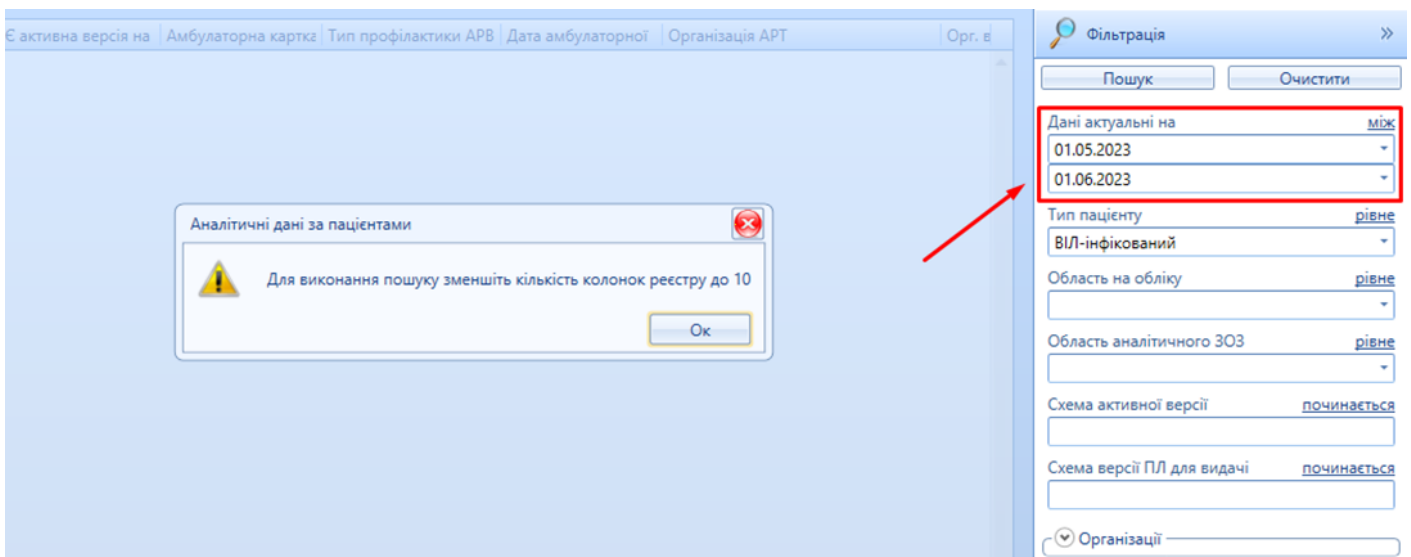 Є активна версія на Амбулаторна картка Тип профілактики АРВ Дата амбулаторної Організація АРТ Орг. в
Фільтрація
Пошук Очистити
Дані актуальні на між
01.05.2023
01.06.2023
Тип пацієнту рівне
ВІЛ-інфікований
Область на обліку рівне
Область аналітичного ЗОЗ рівне
Схема активної версії починається
Схема версії ПЛ для видачі починається
Організації
Аналітичні дані за пацієнтами
Для виконання пошуку зменшіть кількість колонок реєстру до 10
Ок